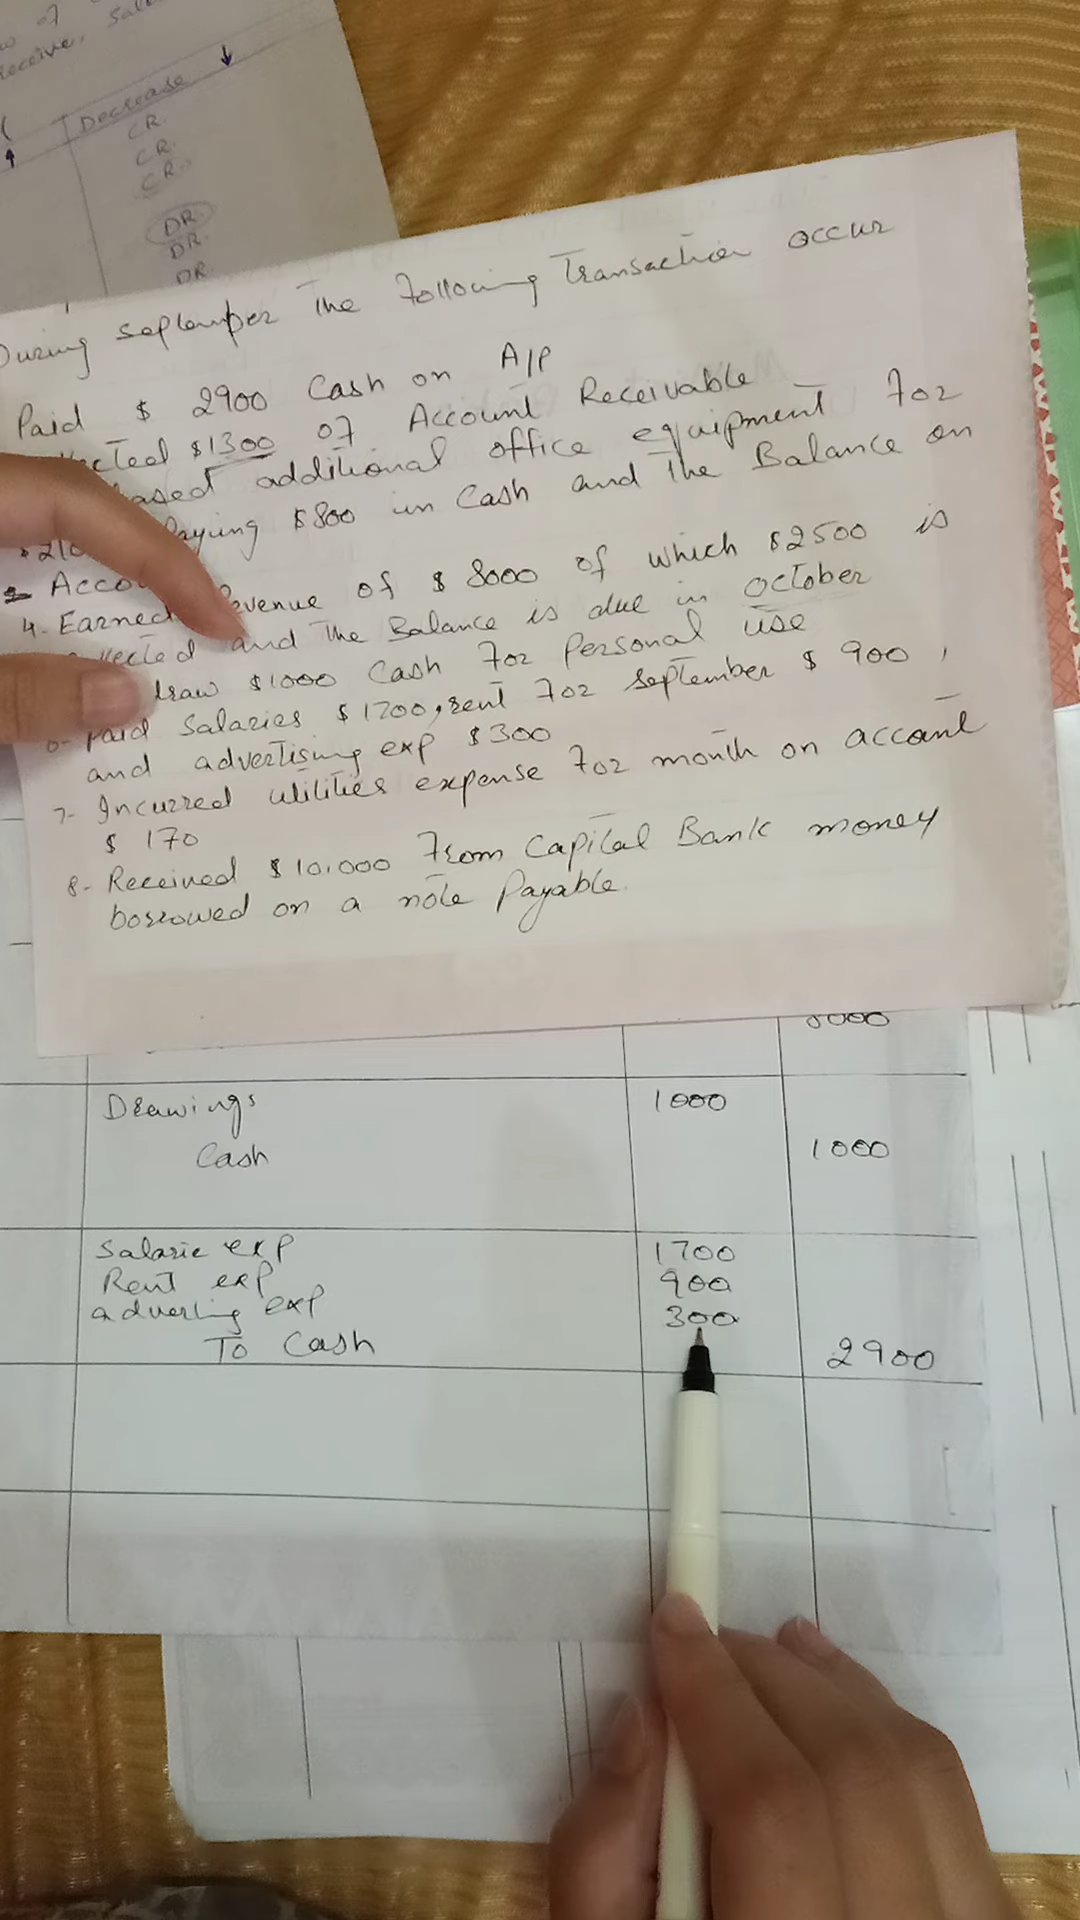 Decrease
CR.
CR.
CR.
DR.
DR.
DR.
During september The Following Transaction occur
Paid $ 2900 Cash on A/P
$1300 of Account Receivable
additional office equipment For
Paying $800 in Cash and The Balance on
4. Earned Revenue of $ 8000 of which $2500 is
and The Balance is due in october
$1000 Cash For Personal use
6- Paid Salaries $ 1700, rent For september $ 900,
and advertising exp $300
7- Incurred utilities expense For month on account
$ 170
8- Received $ 10,000 From Capital Bank money
borrowed on a note Payable.
8000
Drawings 1000
Cash 1000
Salarie exp 1700
Rent exp 900
exp 300
To Cash 2900